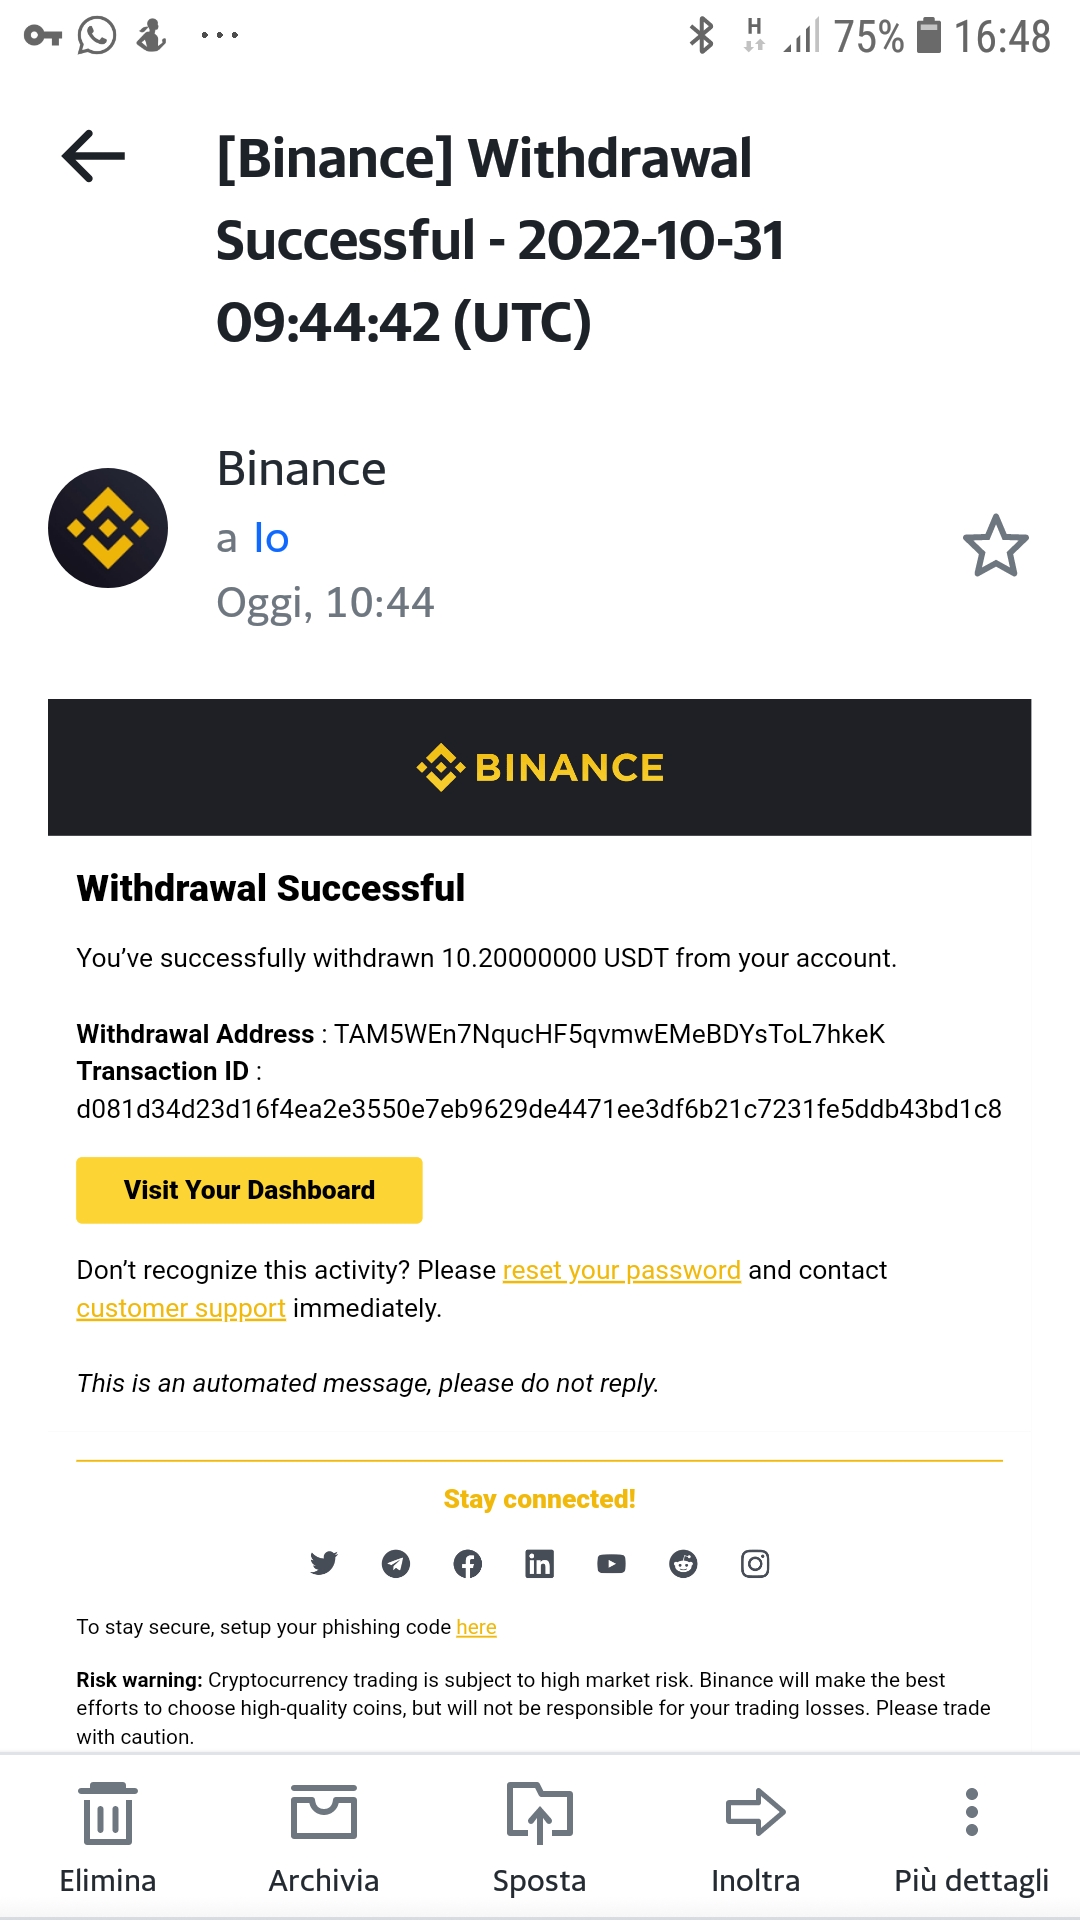 H 75% 16:48
[Binance] Withdrawal
Successful - 2022-10-31
09:44:42 (UTC)
Binance
a Io
Oggi, 10:44
BINANCE
Withdrawal Successful
You’ve successfully withdrawn 10.20000000 USDT from your account.
Withdrawal Address : TAM5WEn7NqucHF5qvmwEMeBDYsToL7hkeK
Transaction ID :
d081d34d23d16f4ea2e3550e7eb9629de4471ee3df6b21c7231fe5ddb43bd1c8
Visit Your Dashboard
Don’t recognize this activity? Please reset your password and contact
customer support immediately.
This is an automated message, please do not reply.
Stay connected!
To stay secure, setup your phishing code here
Risk warning: Cryptocurrency trading is subject to high market risk. Binance will make the best
efforts to choose high-quality coins, but will not be responsible for your trading losses. Please trade
with caution.
Elimina Archivia Sposta Inoltra Più dettagli